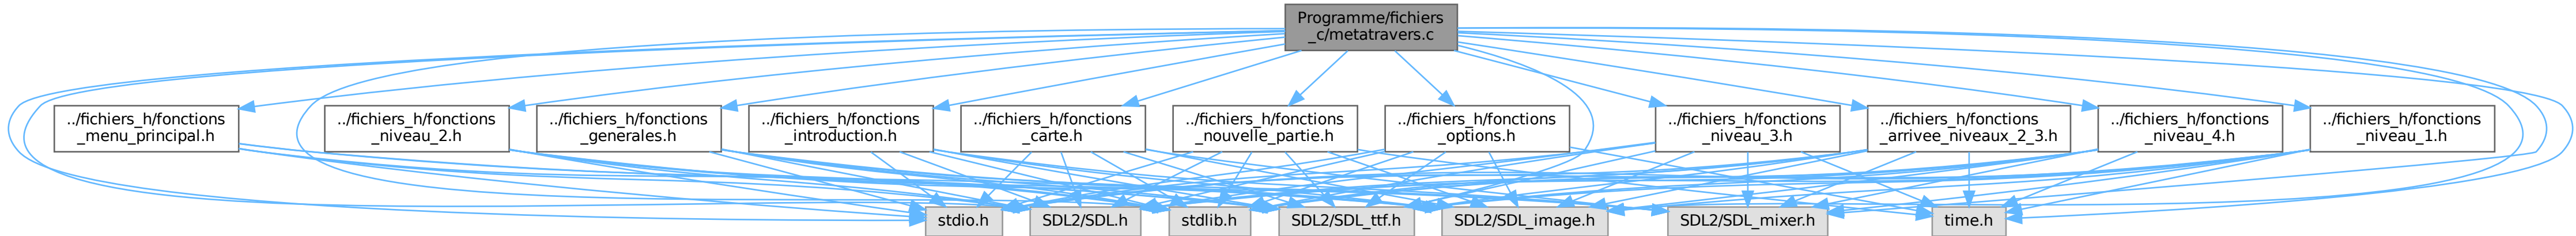 Programme/fichiers
_c/metatravers.c
../fichiers_h/fonctions
_menu_principal.h
../fichiers_h/fonctions
_niveau_2.h
../fichiers_h/fonctions
_generales.h
../fichiers_h/fonctions
_introduction.h
../fichiers_h/fonctions
_carte.h
../fichiers_h/fonctions
_nouvelle_partie.h
../fichiers_h/fonctions
_options.h
../fichiers_h/fonctions
_niveau_3.h
../fichiers_h/fonctions
_arrivee_niveaux_2_3.h
../fichiers_h/fonctions
_niveau_4.h
../fichiers_h/fonctions
_niveau_1.h
stdio.h
SDL2/SDL.h
stdlib.h
SDL2/SDL_ttf.h
SDL2/SDL_image.h
SDL2/SDL_mixer.h
time.h